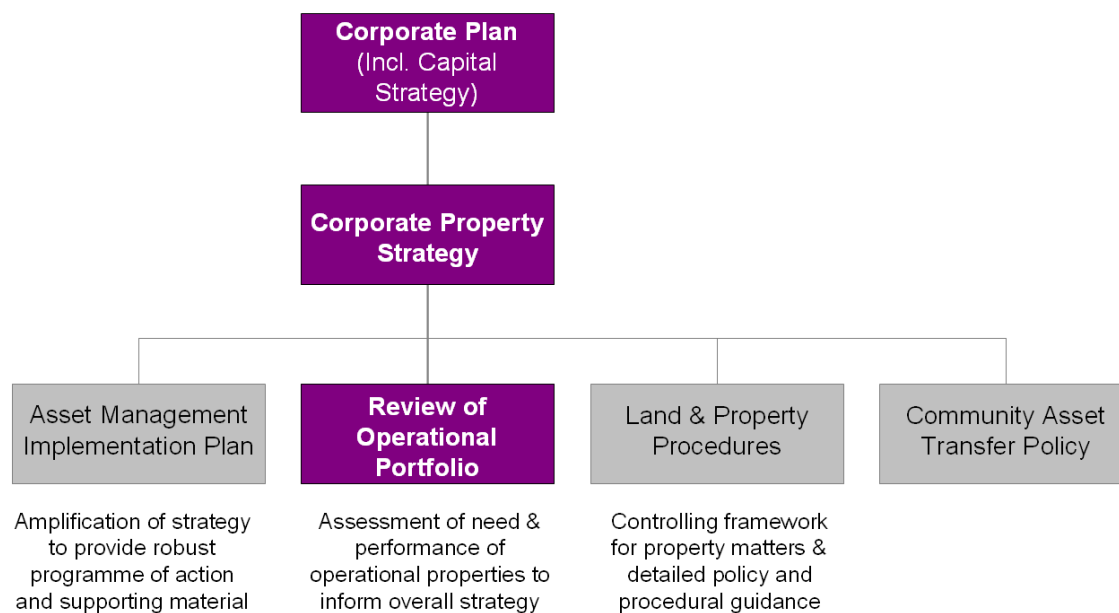 Corporate Plan
(Incl. Capital
Strategy)
Corporate Property
Strategy
Asset Management
Implementation Plan
Review of
Operational
Portfolio
Land & Property
Procedures
Community Asset
Transfer Policy
Amplification of strategy
to provide robust
programme of action
and supporting material
Assessment of need &
performance of
operational properties to
inform overall strategy
Controlling framework
for property matters &
detailed policy and
procedural guidance